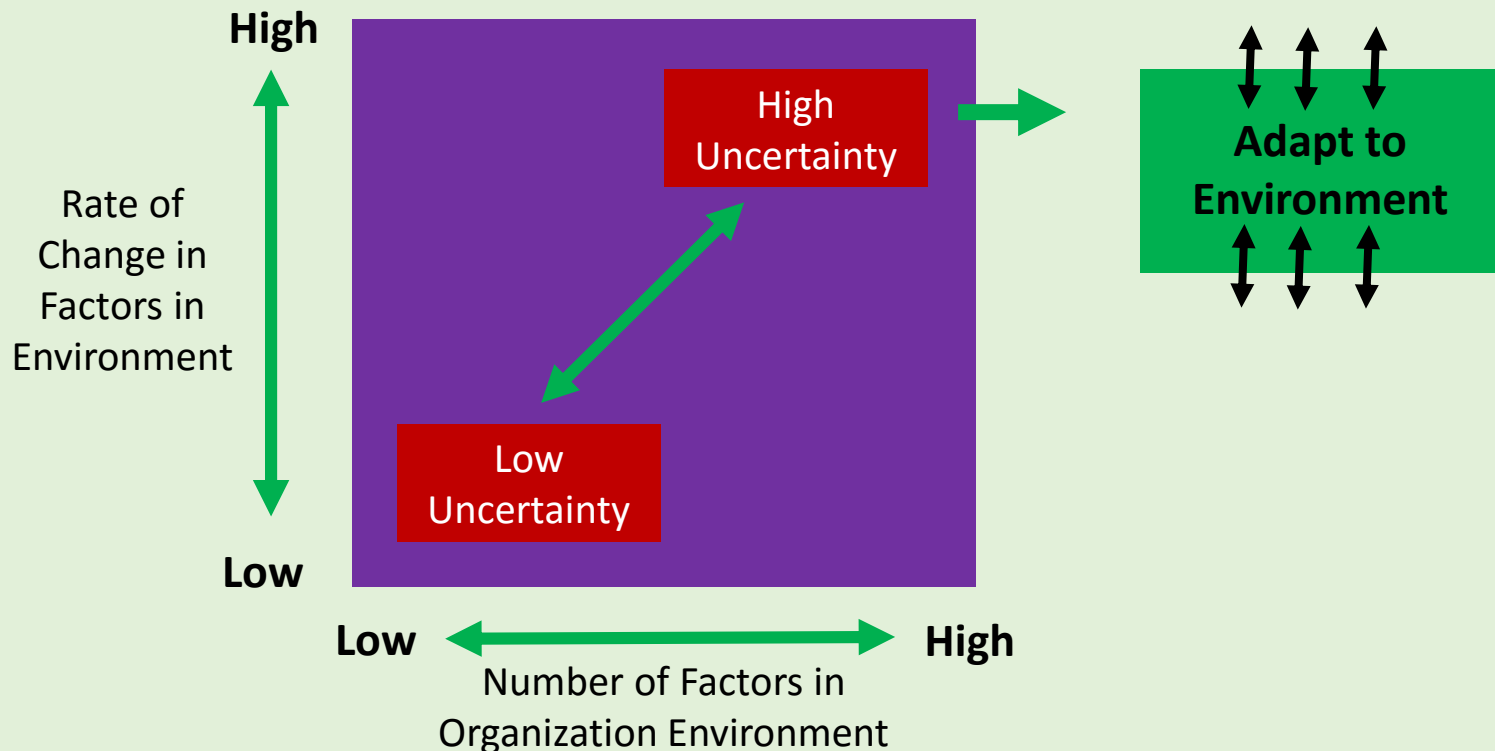 High
High
Uncertainty
Adapt to
Environment
Rate of
Change in
Factors in
Environment
Low
Uncertainty
Low
Low
High
Number of Factors in
Organization Environment